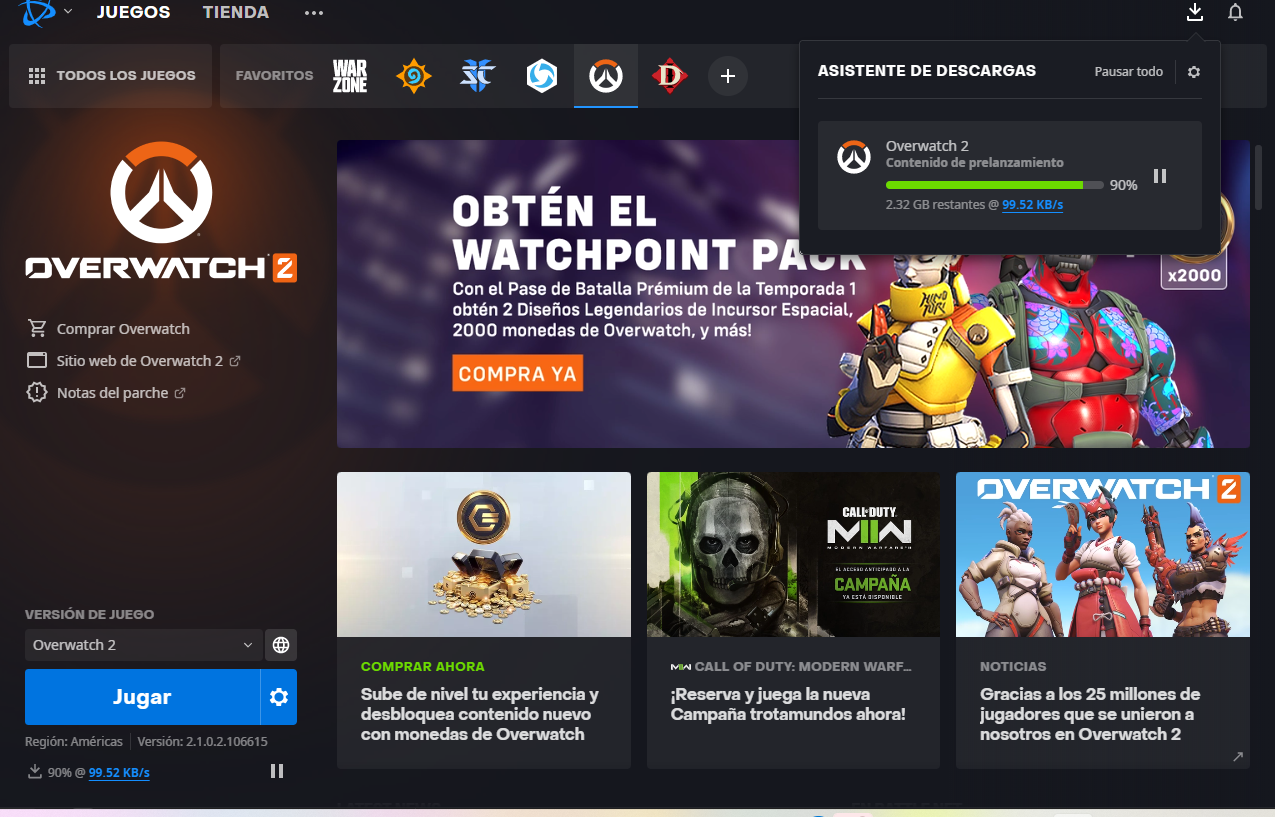 JUEGOS
TIENDA
TODOS LOS JUEGOS
FAVORITOS
WAR
ZONE
ASISTENTE DE DESCARGAS
Pausar todo
Overwatch 2
Contenido de prelanzamiento
90%
2.32 GB restantes @ 99.52 KB/s
OVERWATCH 2
Comprar Overwatch
Sitio web de Overwatch 2
Notas del parche
OBTÉN EL
WATCHPOINT PACK
Con el Pase de Batalla Prémium de la Temporada 1
obtén 2 Diseños Legendarios de Incursor Espacial,
2000 monedas de Overwatch, y más!
COMPRA YA
x2000
COMPRAR AHORA
Sube de nivel tu experiencia y
desbloquea contenido nuevo
con monedas de Overwatch
CALL OF DUTY
MWII
MODERN WARFARE II
EL ACCESO ANTICIPADO A LA
CAMPAÑA
YA ESTÁ DISPONIBLE
MWII CALL OF DUTY: MODERN WARF...
¡Reserva y juega la nueva
Campaña trotamundos ahora!
OVERWATCH 2
NOTICIAS
Gracias a los 25 millones de
jugadores que se unieron a
nosotros en Overwatch 2
VERSIÓN DE JUEGO
Overwatch 2
Jugar
Región: Américas
Versión: 2.1.0.2.106615
90% @ 99.52 KB/s